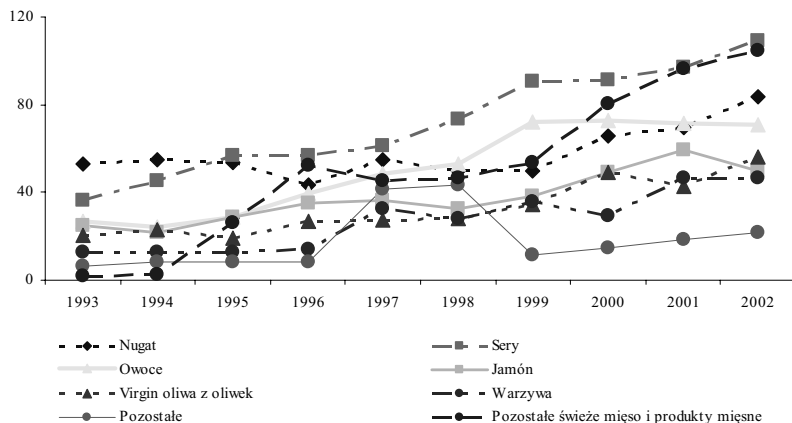 120
80
40
0
1993 1994 1995 1996 1997 1998 1999 2000 2001 2002
Nugat Sery
Owoce Jamón
Virgin oliwa z oliwek Warzywa
Pozostałe Pozostałe świeże mięso i produkty mięsne